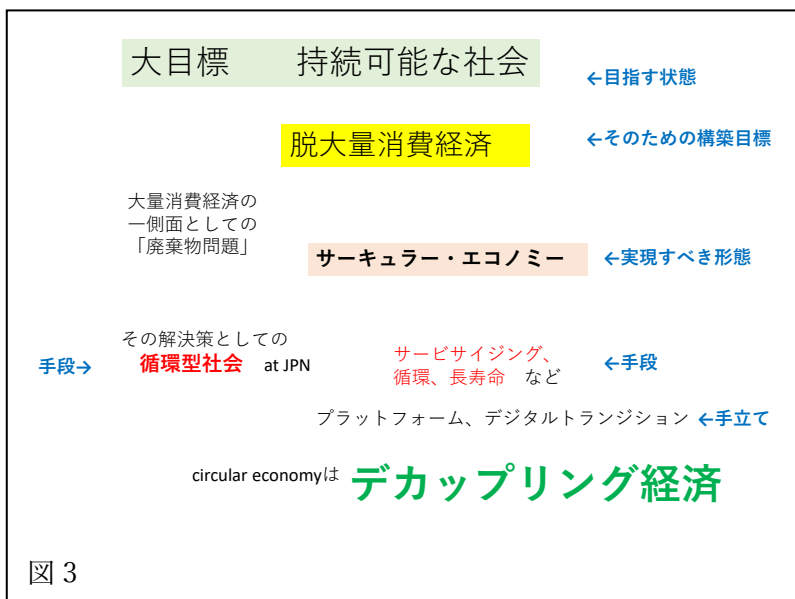 大目標　　持続可能な社会
←目指す状態
脱大量消費経済
←そのための構築目標
大量消費経済の
一側面としての
「廃棄物問題」
サーキュラー・エコノミー
←実現すべき形態
その解決策としての
手段→
循環型社会　at JPN
サービサイジング、
循環、長寿命　など
←手段
プラットフォーム、デジタルトランジション
←手立て
circular economyは デカップリング経済
図3